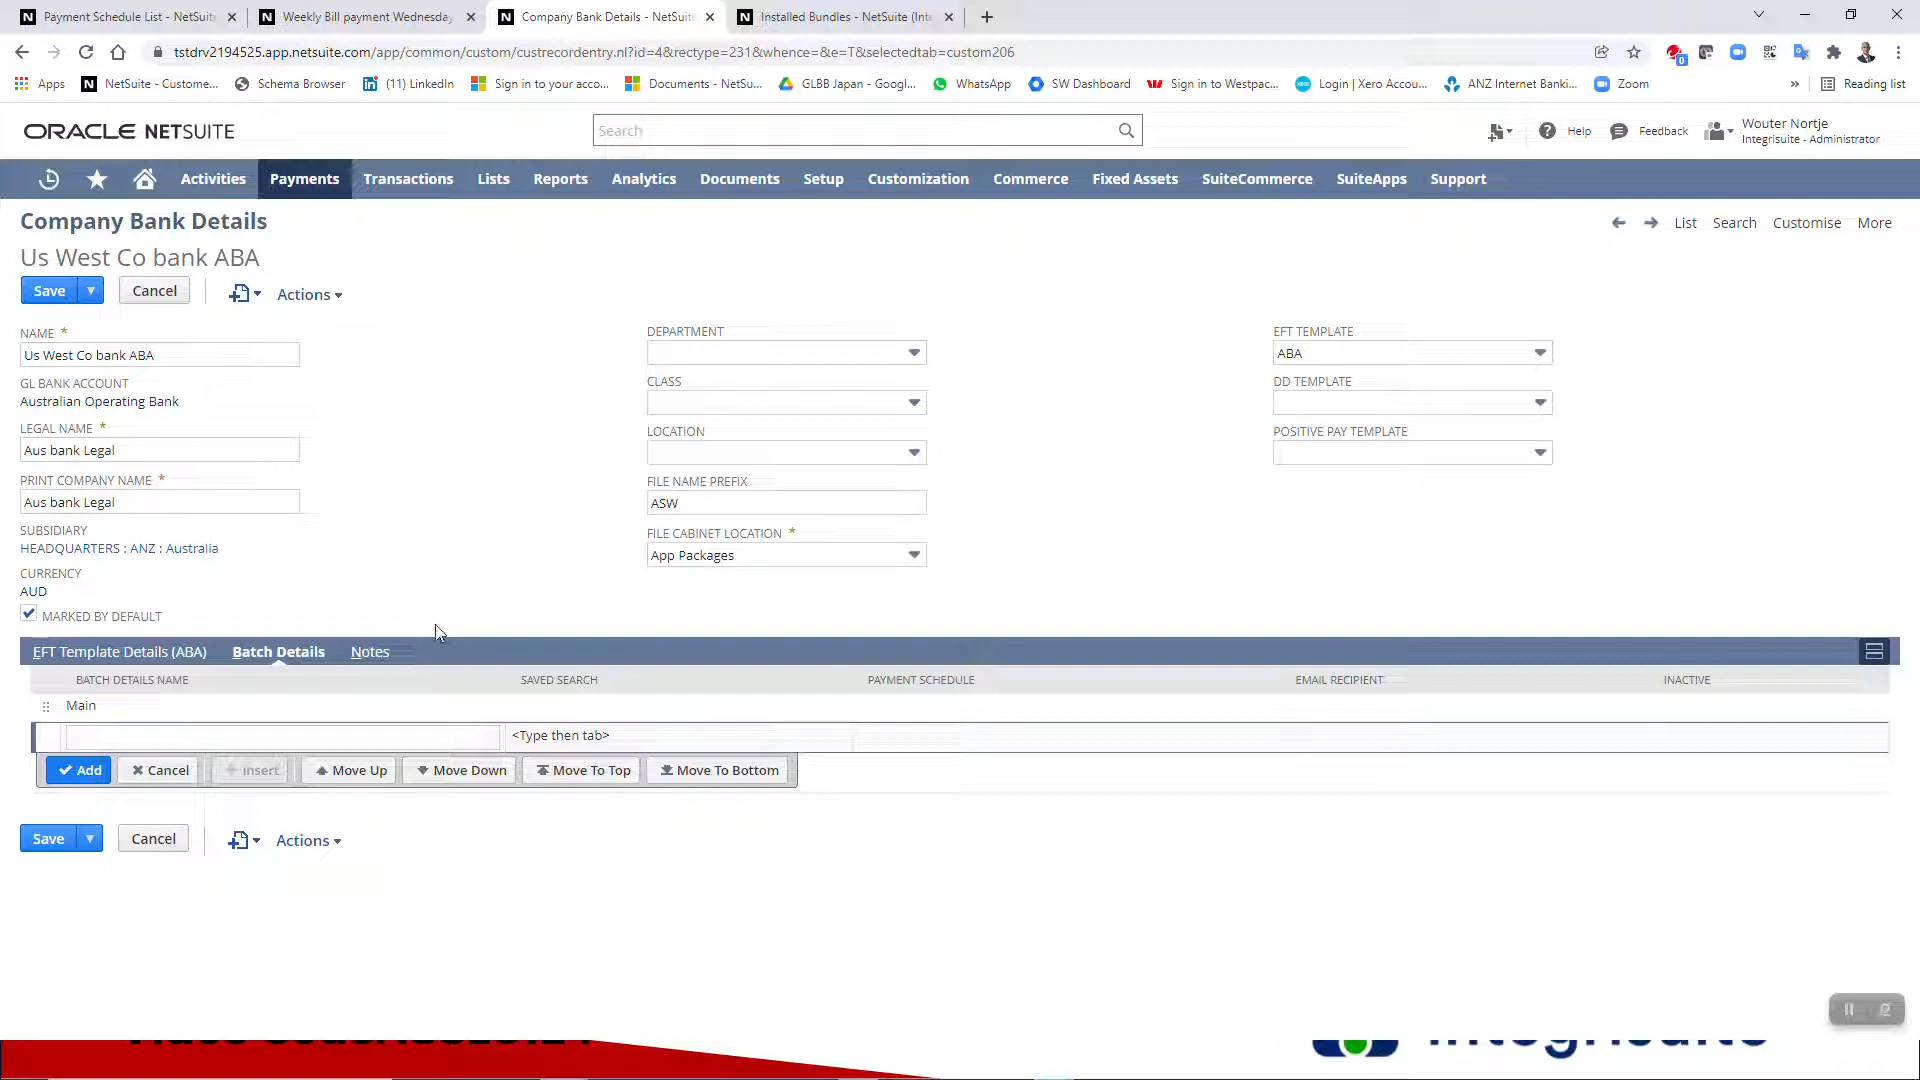 Payment Schedule List - NetSuite
Weekly Bill payment Wednesday
Company Bank Details - NetSuite
Installed Bundles - NetSuite (Inte
tstdrv2194525.app.netsuite.com/app/common/custom/custrecordentry.nl?id=4&rectype=231&whence=&e=T&selectedtab=custom206
0
Apps
NetSuite - Custome...
Schema Browser
(11) LinkedIn
Sign in to your acco...
Documents - NetSu...
GLBB Japan - Googl...
WhatsApp
SW Dashboard
Sign in to Westpac...
Login | Xero Accou...
ANZ Internet Banki...
Zoom
»
Reading list
ORACLE NETSUITE
Search
Help
Feedback
Wouter Nortje
Integrisuite - Administrator
Activities
Payments
Transactions
Lists
Reports
Analytics
Documents
Setup
Customization
Commerce
Fixed Assets
SuiteCommerce
SuiteApps
Support
Company Bank Details
List
Search
Customise
More
Us West Co bank ABA
Save
Cancel
Actions
NAME *
Us West Co bank ABA
GL BANK ACCOUNT
Australian Operating Bank
LEGAL NAME *
Aus bank Legal
PRINT COMPANY NAME *
Aus bank Legal
SUBSIDIARY
HEADQUARTERS : ANZ : Australia
CURRENCY
AUD
MARKED BY DEFAULT
DEPARTMENT
CLASS
LOCATION
FILE NAME PREFIX
ASW
FILE CABINET LOCATION *
App Packages
EFT TEMPLATE
ABA
DD TEMPLATE
POSITIVE PAY TEMPLATE
EFT Template Details (ABA)
Batch Details
Notes
BATCH DETAILS NAME
SAVED SEARCH
PAYMENT SCHEDULE
EMAIL RECIPIENT
INACTIVE
Main
<Type then tab>
Add
Cancel
Insert
Move Up
Move Down
Move To Top
Move To Bottom
Save
Cancel
Actions